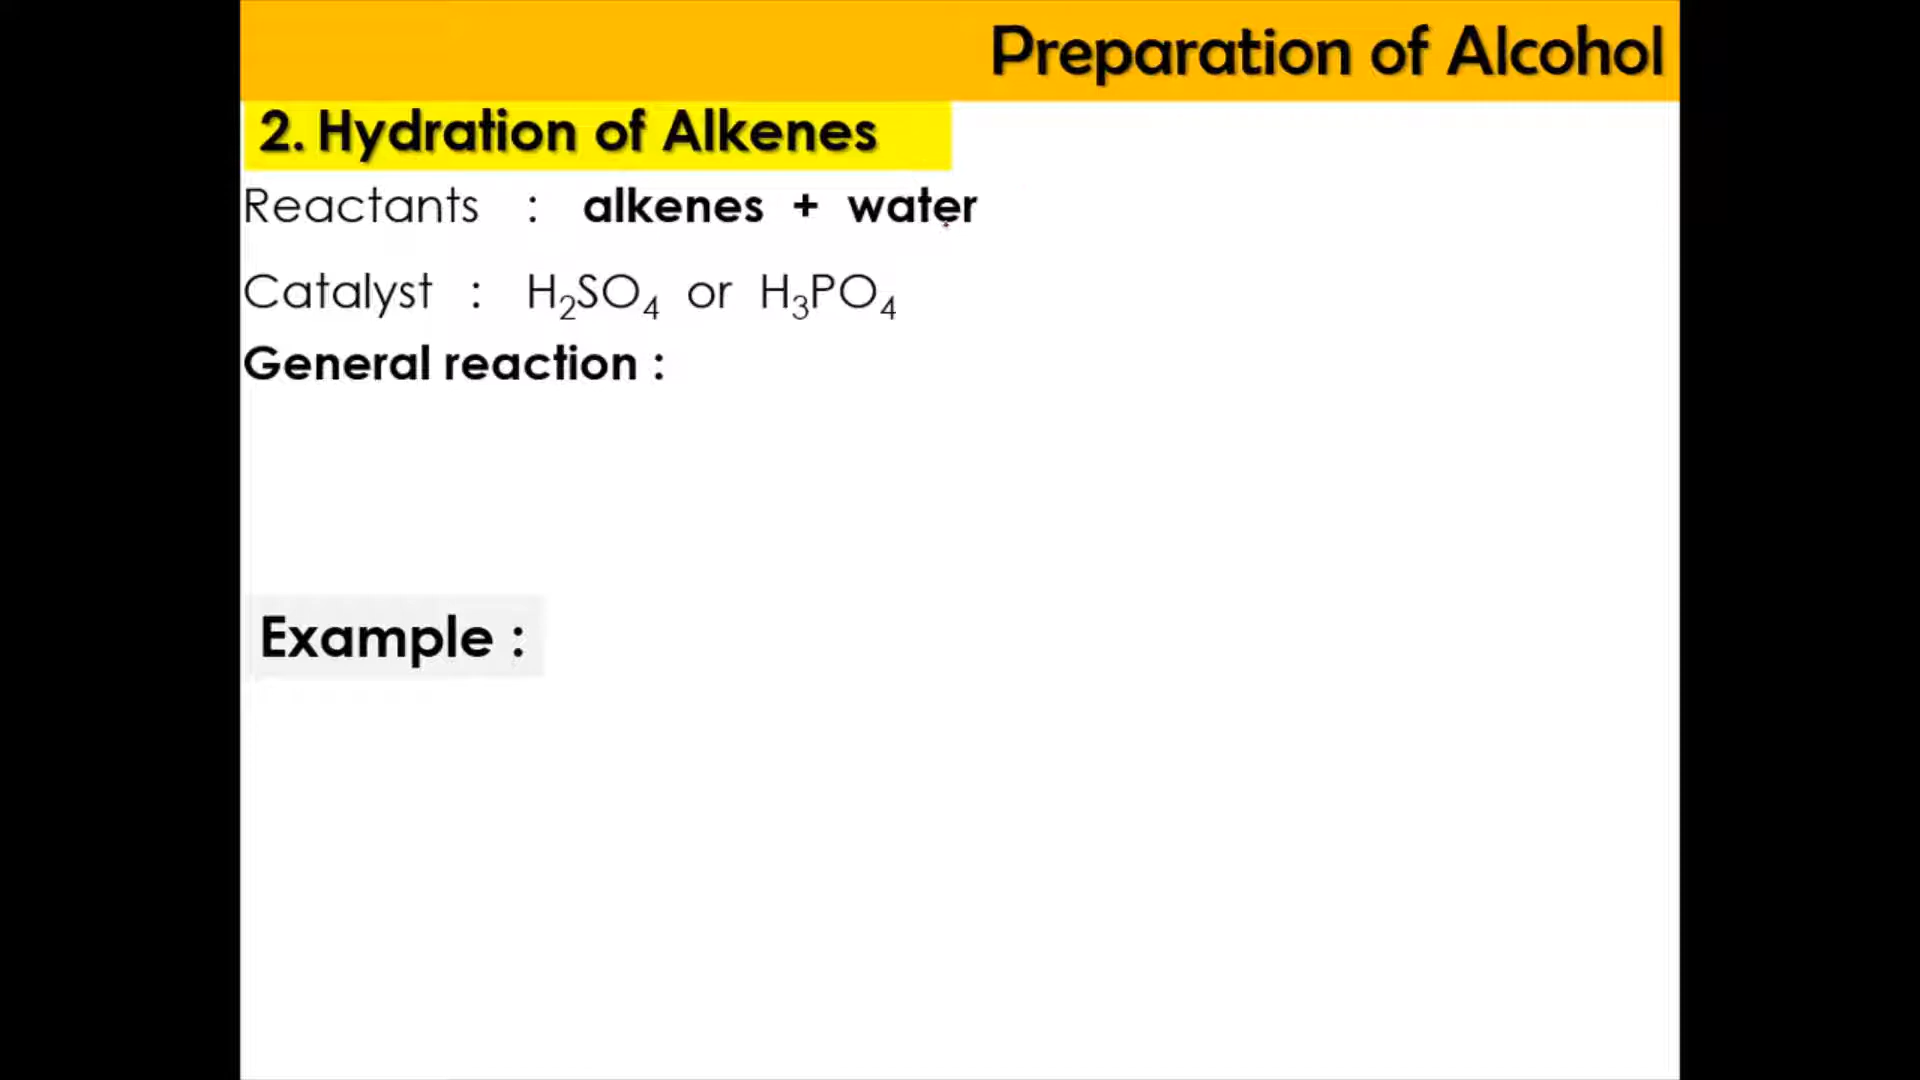 Preparation of Alcohol
2. Hydration of Alkenes
Reactants : alkenes + water
Catalyst : H₂SO₄ or H₃PO₄
General reaction :
Example :